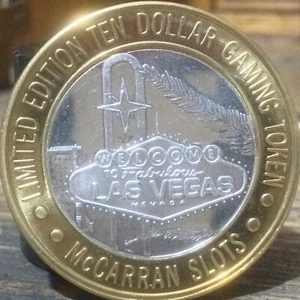 LIMITED EDITION TEN DOLLAR GAMING TOKEN
WELCOME
TO Fabulous
LAS VEGAS
NEVADA
McCARRAN SLOTS